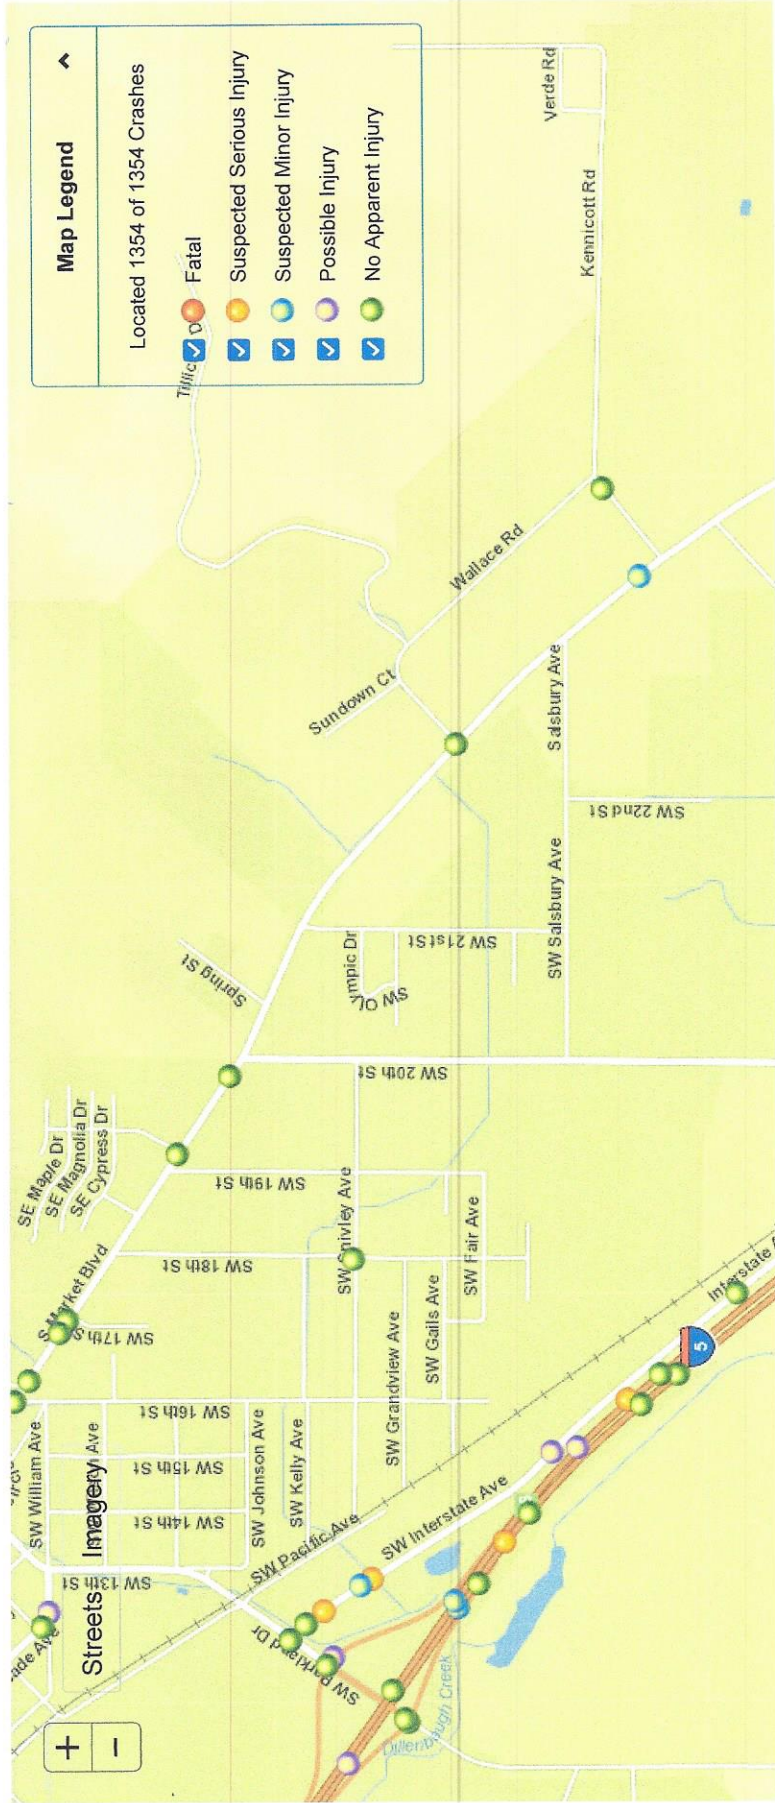 Map Legend
Located 1354 of 1354 Crashes
Fatal
Suspected Serious Injury
Suspected Minor Injury
Possible Injury
No Apparent Injury
+
−
Streets
Imagery
Verde Rd
Kennicott Rd
Wallace Rd
Sundown Ct
Salsbury Ave
SW 22nd St
SW Salsbury Ave
SW 21st St
Spring St
SW 20th St
SE Maple Dr
SE Magnolia Dr
SE Cypress Dr
SW 19th St
SW 18th St
SW Fair Ave
S Market Blvd
SW 17th St
SW Gails Ave
SW Grandview Ave
SW 16th St
SW William Ave
SW 15th St
SW Johnson Ave
SW Kelly Ave
SW 14th St
SW Pacific Ave
SW Interstate Ave
SW 13th St
SW Parkland Dr
Dillenbaugh Creek
Interstate A
5